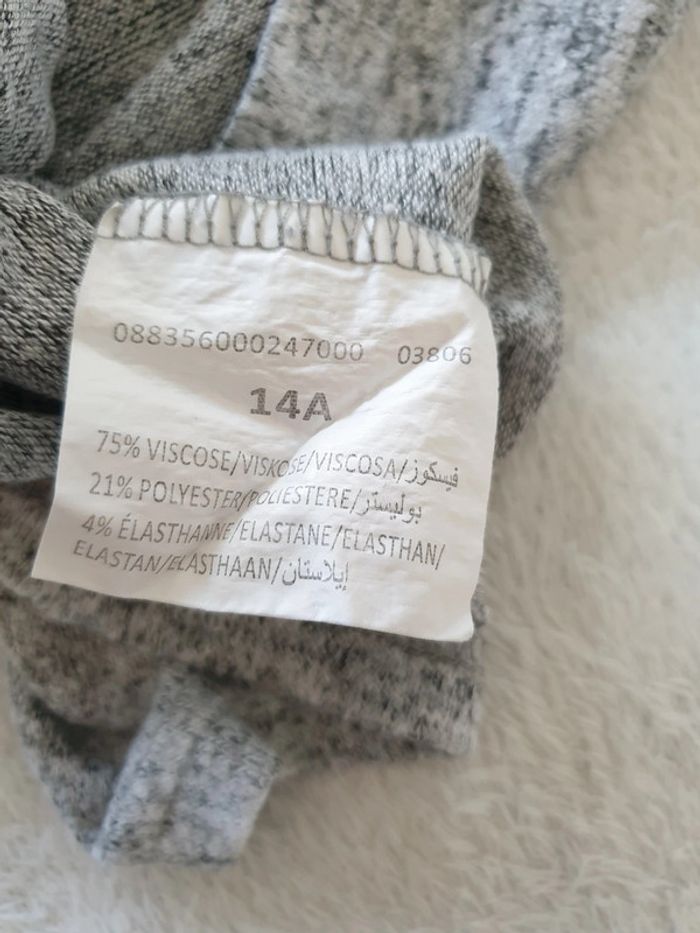 088356000247000 03806
14A
75% VISCOSE/VISKOSE/VISCOSA/فيسكوز
21% POLYESTER/POLIESTERE/بوليستر
4% ÉLASTHANNE/ELASTANE/ELASTHAN/
ELASTAN/ELASTHAAN/إيلاستان